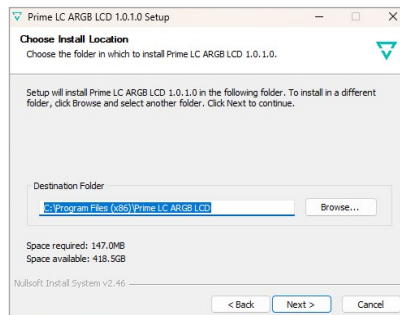 Prime LC ARGB LCD 1.0.1.0 Setup
Choose Install Location
Choose the folder in which to install Prime LC ARGB LCD 1.0.1.0.
Setup will install Prime LC ARGB LCD 1.0.1.0 in the following folder. To install in a different
folder, click Browse and select another folder. Click Next to continue.
Destination Folder
C:\Program Files (x86)\Prime LC ARGB LCD
Browse...
Space required: 147.0MB
Space available: 418.5GB
Nullsoft Install System v2.46
< Back
Next >
Cancel